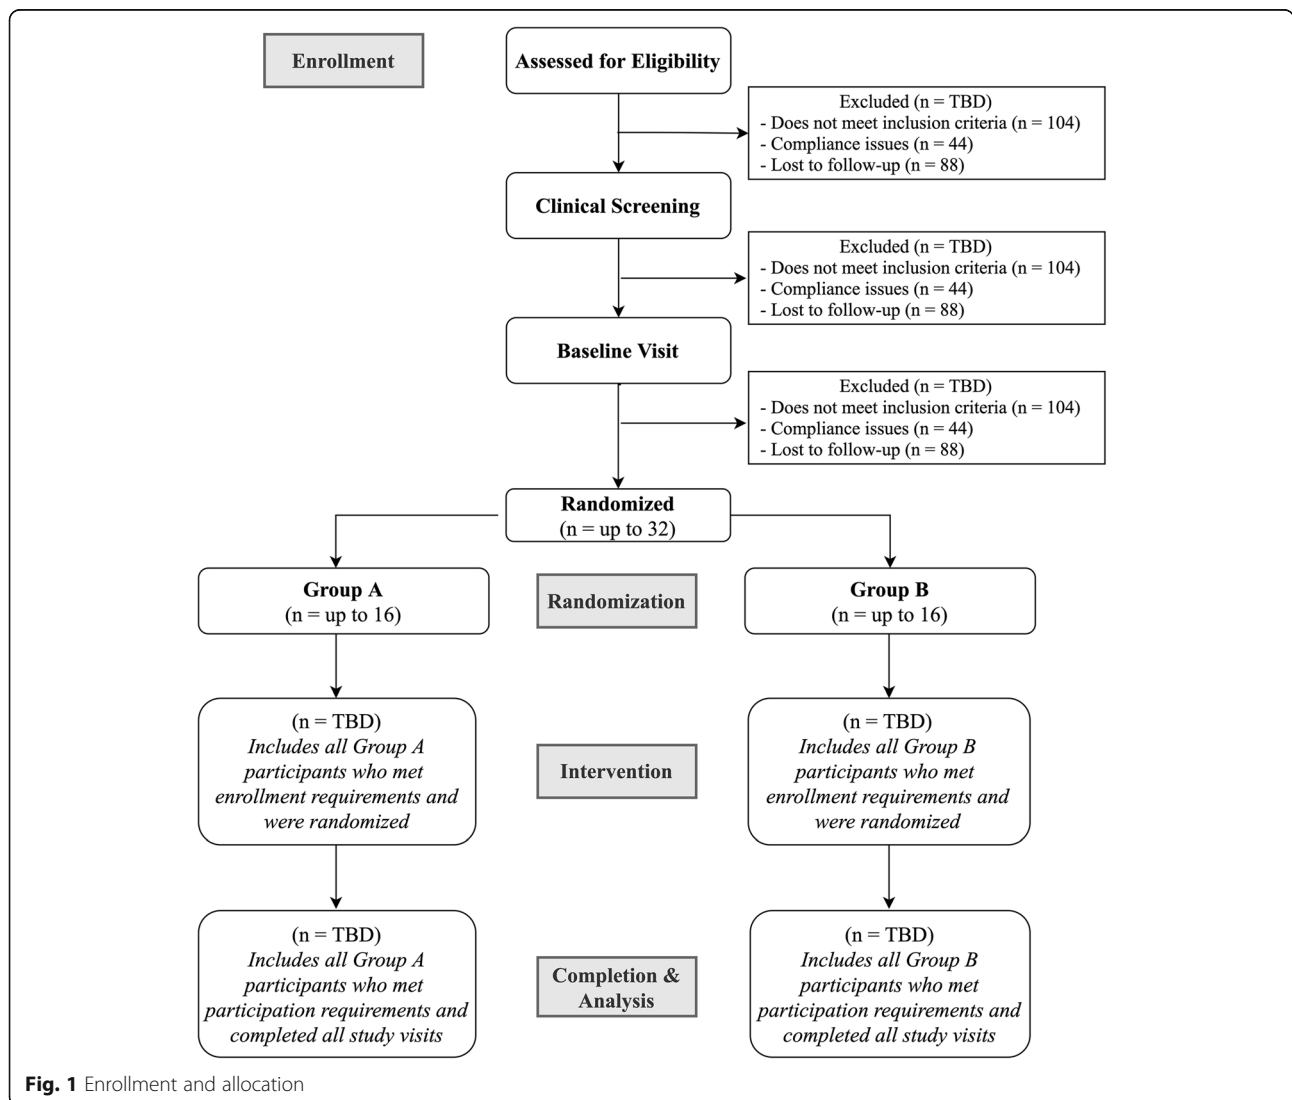 Enrollment
Assessed for Eligibility
Excluded (n = TBD)
- Does not meet inclusion criteria (n = 104)
- Compliance issues (n = 44)
- Lost to follow-up (n = 88)
Clinical Screening
Excluded (n = TBD)
- Does not meet inclusion criteria (n = 104)
- Compliance issues (n = 44)
- Lost to follow-up (n = 88)
Baseline Visit
Excluded (n = TBD)
- Does not meet inclusion criteria (n = 104)
- Compliance issues (n = 44)
- Lost to follow-up (n = 88)
Randomized
(n = up to 32)
Group A
(n = up to 16)
Randomization
Group B
(n = up to 16)
(n = TBD)
Includes all Group A
participants who met
enrollment requirements and
were randomized
Intervention
(n = TBD)
Includes all Group B
participants who met
enrollment requirements and
were randomized
(n = TBD)
Includes all Group A
participants who met
participation requirements and
completed all study visits
Completion &
Analysis
(n = TBD)
Includes all Group B
participants who met
participation requirements and
completed all study visits
Fig. 1 Enrollment and allocation